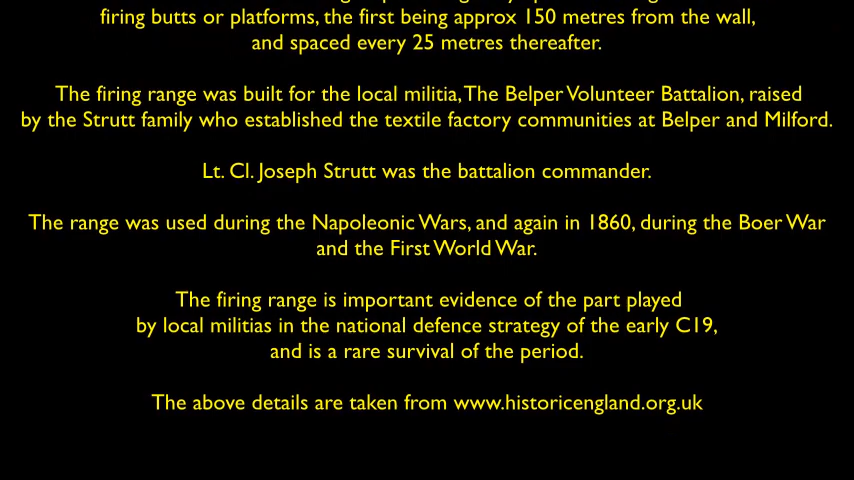 firing butts or platforms, the first being approx 150 metres from the wall,
and spaced every 25 metres thereafter.
The firing range was built for the local militia, The Belper Volunteer Battalion, raised
by the Strutt family who established the textile factory communities at Belper and Milford.
Lt. Cl. Joseph Strutt was the battalion commander.
The range was used during the Napoleonic Wars, and again in 1860, during the Boer War
and the First World War.
The firing range is important evidence of the part played
by local militias in the national defence strategy of the early C19,
and is a rare survival of the period.
The above details are taken from www.historicengland.org.uk